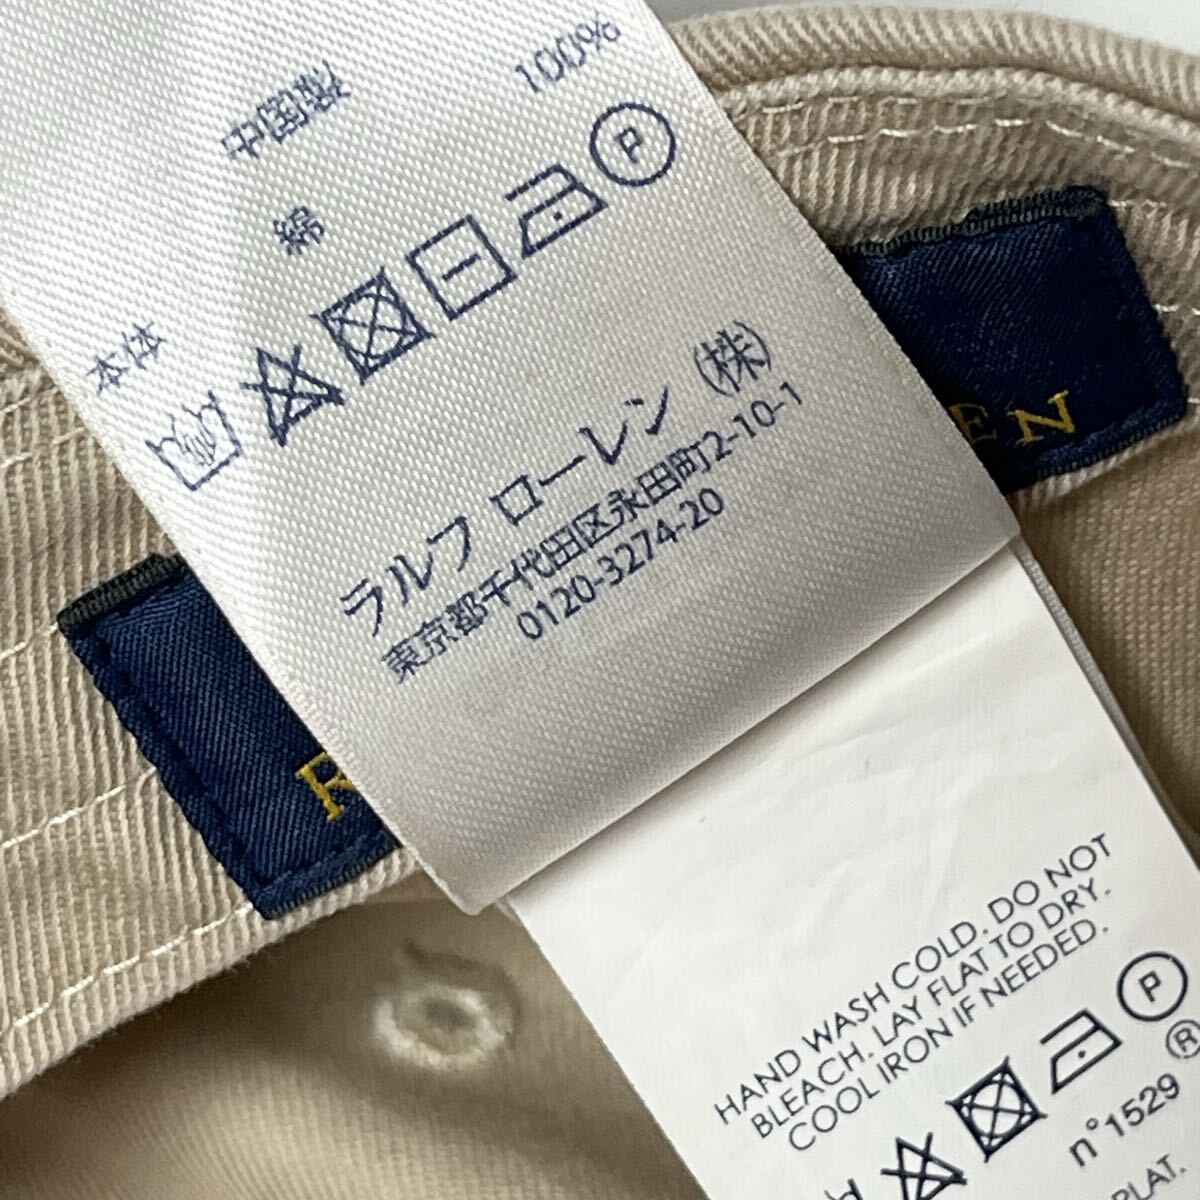 本体
綿
100%
中国製
ラルフ ローレン (株)
東京都千代田区永田町2-10-1
0120-3274-20
P
R
EN
HAND WASH COLD. DO NOT
BLEACH. LAY FLAT TO DRY.
COOL IRON IF NEEDED.
P
®
n°1529
PLAT.